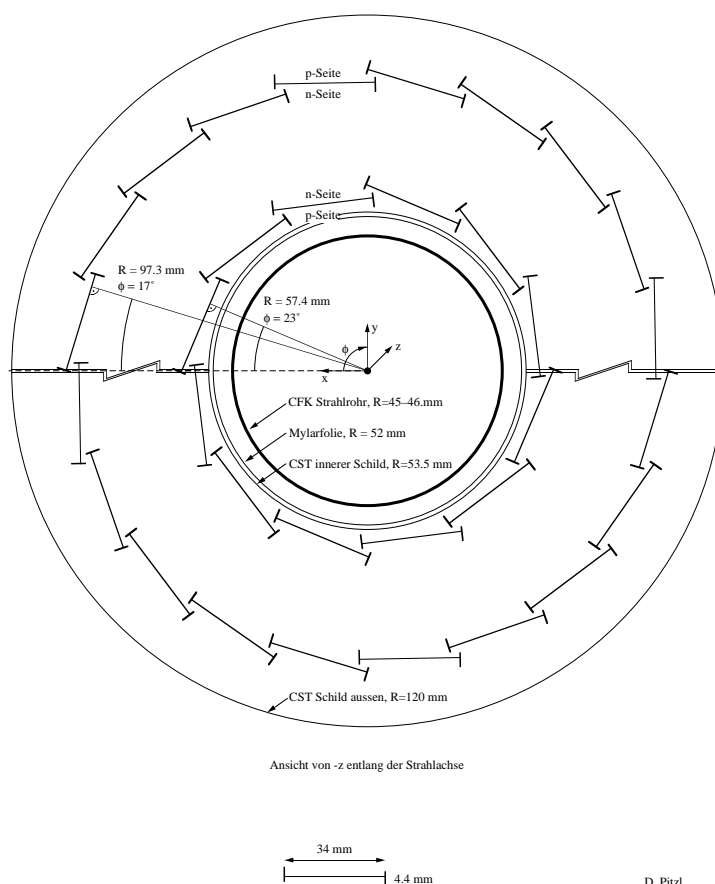 p-Seite
n-Seite
n-Seite
p-Seite
R = 97.3 mm
ϕ = 17°
R = 57.4 mm
ϕ = 23°
ϕ
y
z
x
CFK Strahlrohr, R=45–46.mm
Mylarfolie, R = 52 mm
CST innerer Schild, R=53.5 mm
CST Schild aussen, R=120 mm
Ansicht von -z entlang der Strahlachse
34 mm
4.4 mm
D. Pitzl